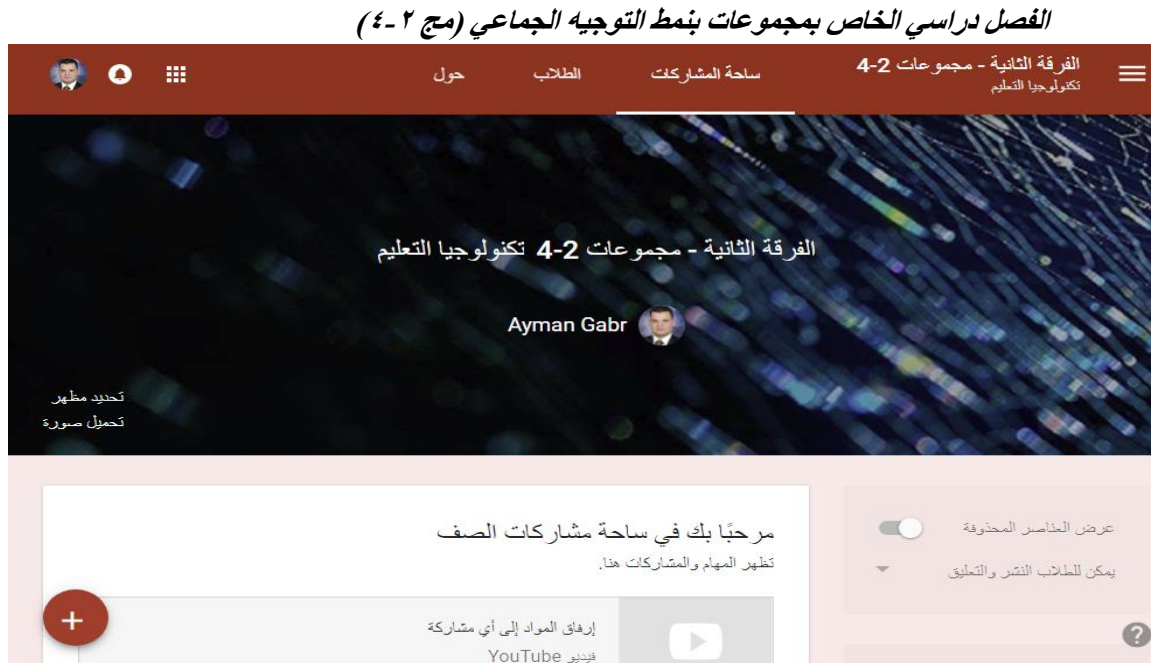 الفصل دراسي الخاص بمجموعات بنمط التوجيه الجماعي (مج ٢-٤)
الفرقة الثانية - مجموعات 2-4
تكنولوجيا التعليم
ساحة المشاركات
الطلاب
حول
الفرقة الثانية - مجموعات 2-4 تكنولوجيا التعليم
Ayman Gabr
تحديد مظهر
تحميل صورة
عرض العناصر المحذوفة
يمكن للطلاب النشر والتعليق
مرحبًا بك في ساحة مشاركات الصف
تظهر المهام والمشاركات هنا.
إرفاق المواد إلى أي مشاركة
فيديو YouTube